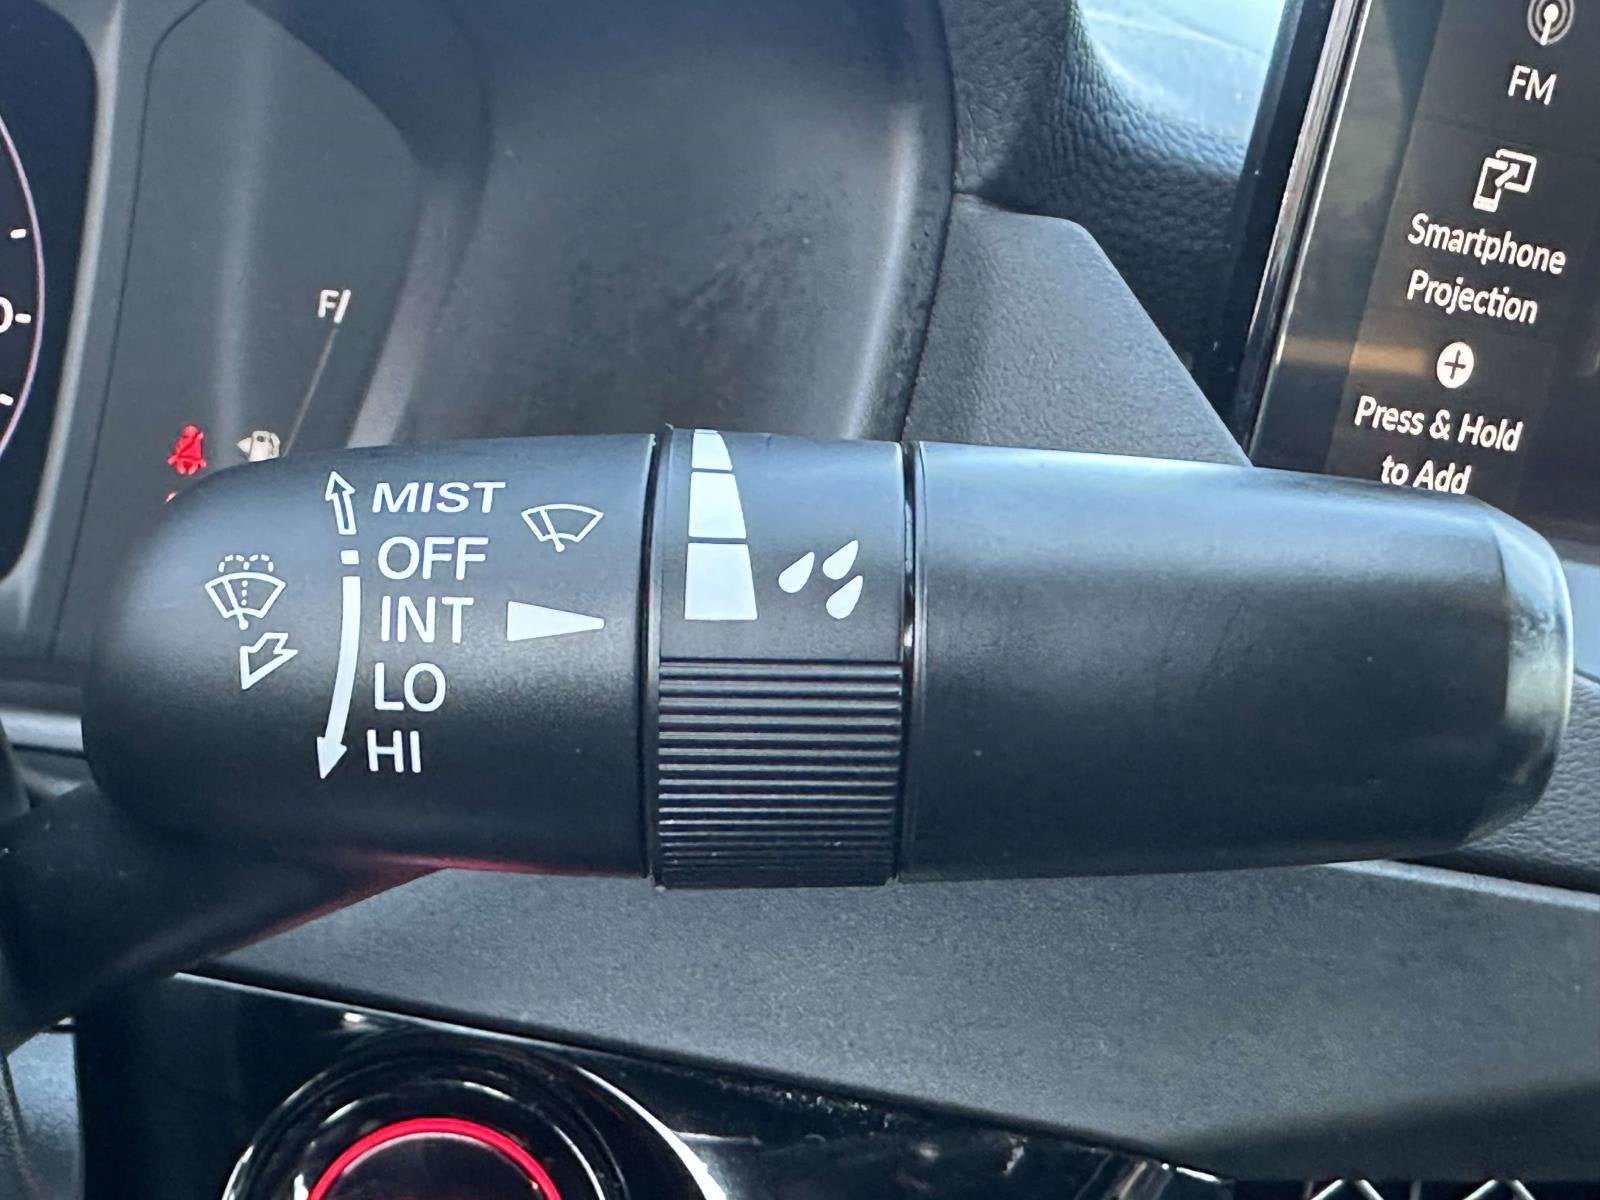 FM
Smartphone
Projection
Press & Hold
to Add
F
MIST
OFF
INT
LO
HI